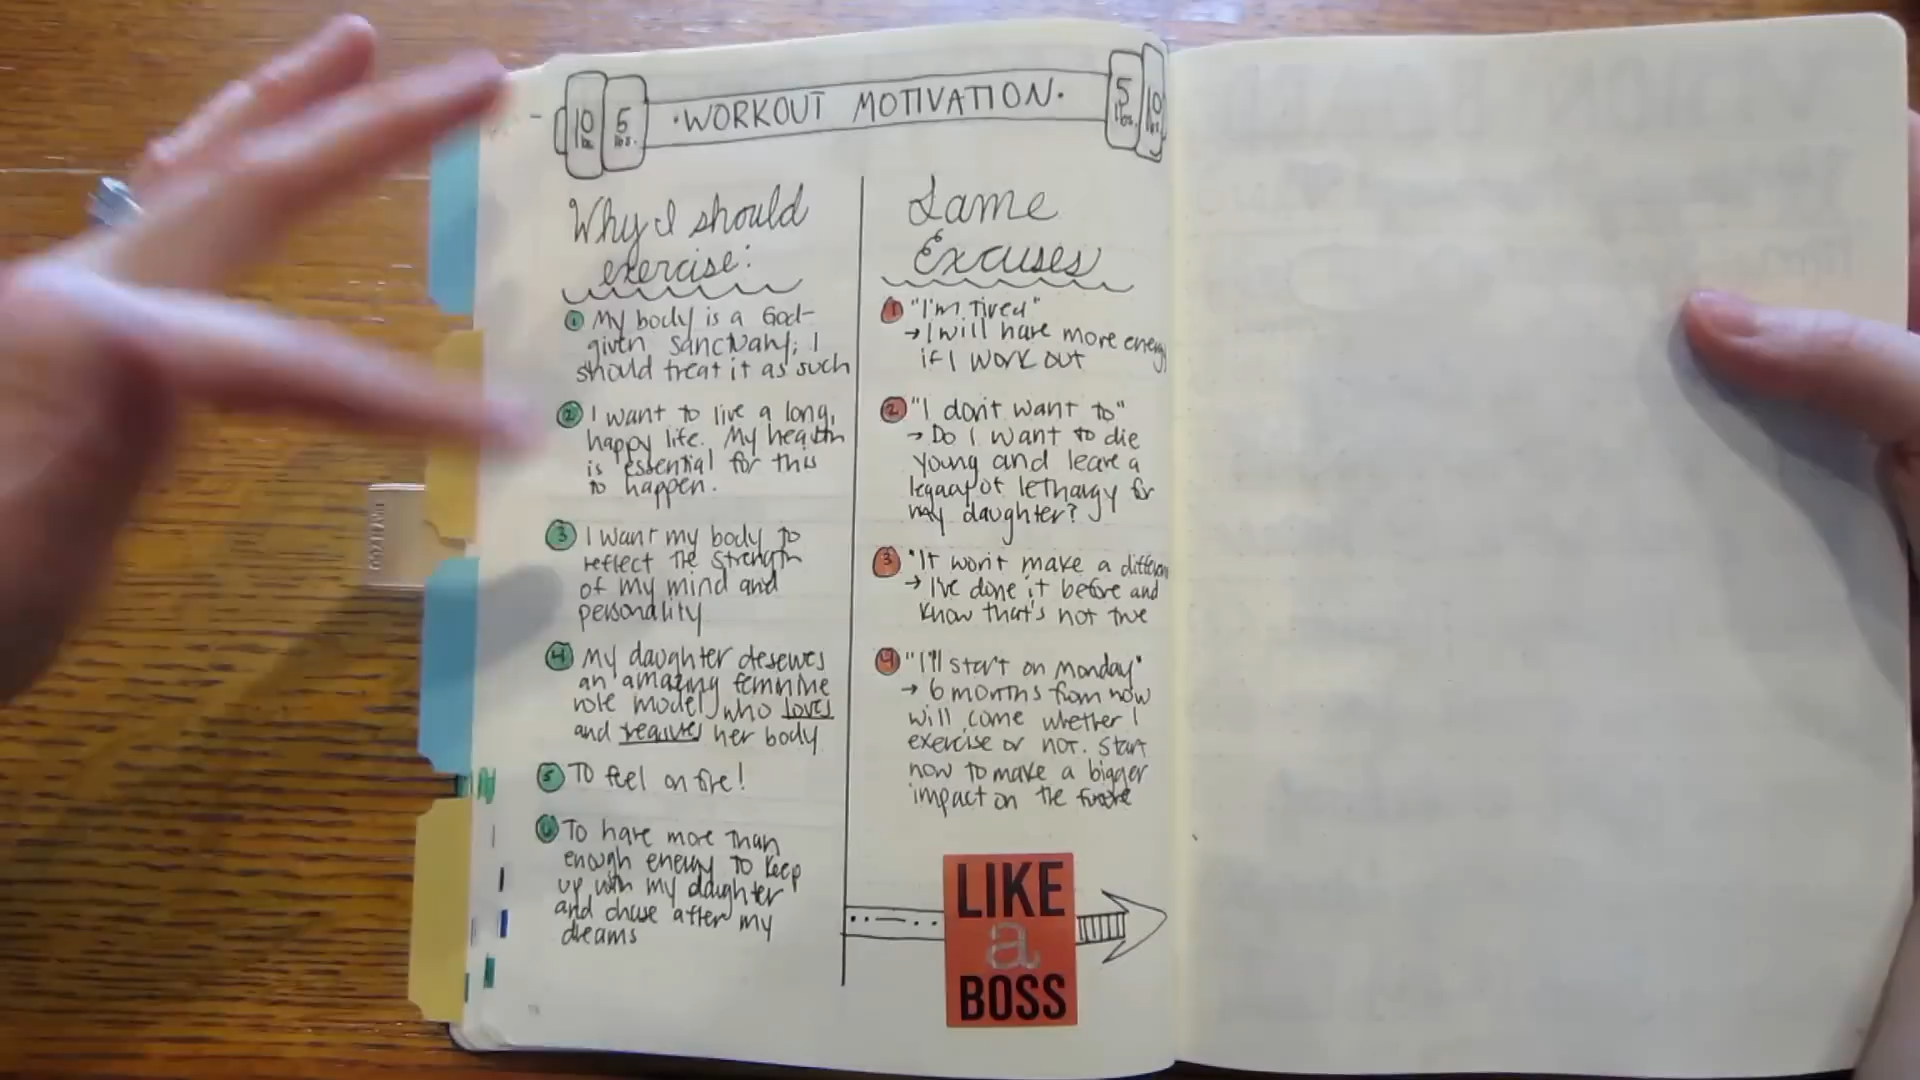 10 lbs.
5 lbs.
·WORKOUT MOTIVATION·
5 lbs.
10 lbs.
Why I should
exercise:
1 My body is a God-
given sanctuary; I
should treat it as such
2 I want to live a long,
happy life. My health
is essential for this
to happen.
3 I want my body to
reflect the strength
of my mind and
personality
4 My daughter deserves
an amazing feminine
role model who loves
and her body
5 To feel on fire!
6 To have more than
enough energy to keep
up with my daughter
and chase after my
dreams
Lame
Excuses
1 "I'm tired"
→ I will have more energy
if I work out
2 "I don't want to"
→ Do I want to die
young and leave a
legacy of lethargy for
my daughter?
3 "It won't make a
→ I've done it before and
know that's not true
4 "I'll start on Monday"
→ 6 months from now
will come whether I
exercise or not. Start
now to make a bigger
impact on the future
LIKE
a
BOSS